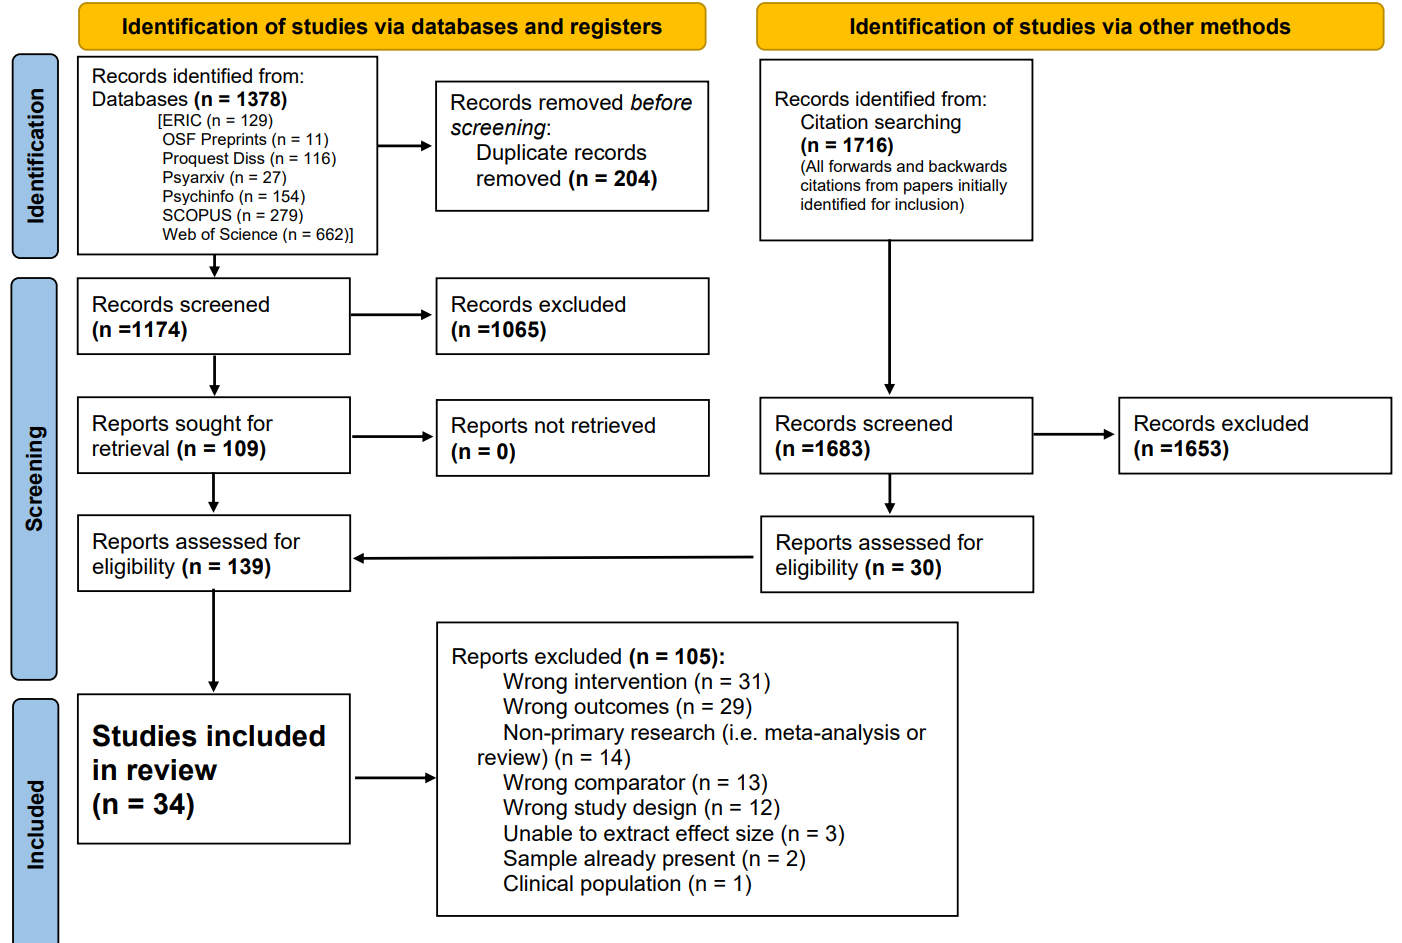 Identification of studies via databases and registers
Identification of studies via other methods
Identification
Records identified from:
Databases (n = 1378)
[ERIC (n = 129)
OSF Preprints (n = 11)
Proquest Diss (n = 116)
Psyarxiv (n = 27)
Psychinfo (n = 154)
SCOPUS (n = 279)
Web of Science (n = 662)]
Records removed before
screening:
Duplicate records
removed (n = 204)
Records identified from:
Citation searching
(n = 1716)
(All forwards and backwards
citations from papers initially
identified for inclusion)
Screening
Records screened
(n =1174)
Records excluded
(n =1065)
Reports sought for
retrieval (n = 109)
Reports not retrieved
(n = 0)
Records screened
(n =1683)
Records excluded
(n =1653)
Reports assessed for
eligibility (n = 139)
Reports assessed for
eligibility (n = 30)
Included
Studies included
in review
(n = 34)
Reports excluded (n = 105):
Wrong intervention (n = 31)
Wrong outcomes (n = 29)
Non-primary research (i.e. meta-analysis or
review) (n = 14)
Wrong comparator (n = 13)
Wrong study design (n = 12)
Unable to extract effect size (n = 3)
Sample already present (n = 2)
Clinical population (n = 1)